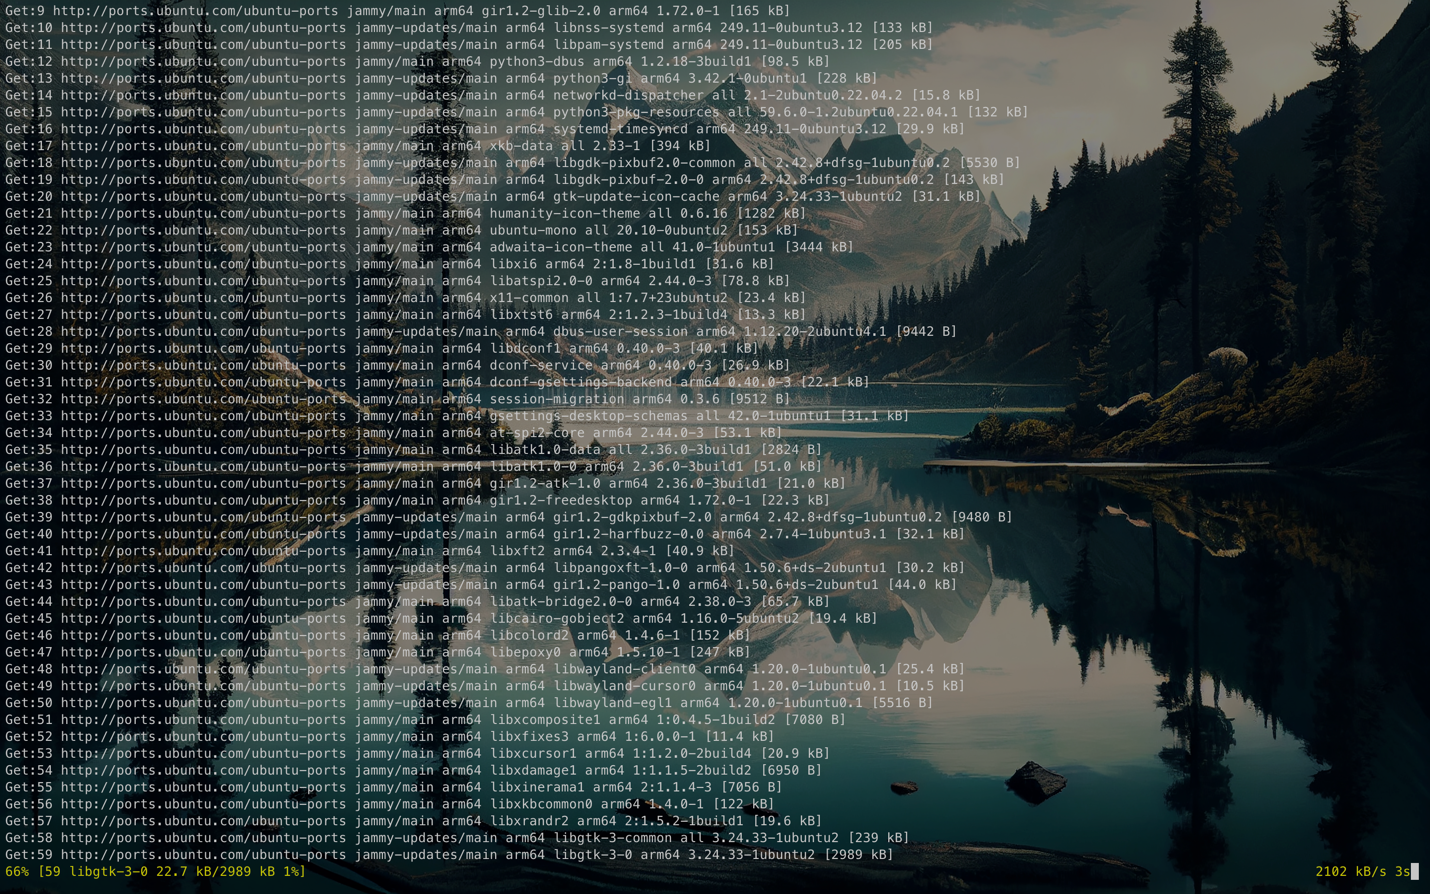 Get:9 http://ports.ubuntu.com/ubuntu-ports jammy/main arm64 gir1.2-glib-2.0 arm64 1.72.0-1 [165 kB]
Get:10 http://ports.ubuntu.com/ubuntu-ports jammy-updates/main arm64 libnss-systemd arm64 249.11-0ubuntu3.12 [133 kB]
Get:11 http://ports.ubuntu.com/ubuntu-ports jammy-updates/main arm64 libpam-systemd arm64 249.11-0ubuntu3.12 [205 kB]
Get:12 http://ports.ubuntu.com/ubuntu-ports jammy/main arm64 python3-dbus arm64 1.2.18-3build1 [98.5 kB]
Get:13 http://ports.ubuntu.com/ubuntu-ports jammy-updates/main arm64 python3-gi arm64 3.42.1-0ubuntu1 [228 kB]
Get:14 http://ports.ubuntu.com/ubuntu-ports jammy-updates/main arm64 networkd-dispatcher all 2.1-2ubuntu0.22.04.2 [15.8 kB]
Get:15 http://ports.ubuntu.com/ubuntu-ports jammy-updates/main arm64 python3-pkg-resources all 59.6.0-1.2ubuntu0.22.04.1 [132 kB]
Get:16 http://ports.ubuntu.com/ubuntu-ports jammy-updates/main arm64 systemd-timesyncd arm64 249.11-0ubuntu3.12 [29.9 kB]
Get:17 http://ports.ubuntu.com/ubuntu-ports jammy/main arm64 xkb-data all 2.33-1 [394 kB]
Get:18 http://ports.ubuntu.com/ubuntu-ports jammy-updates/main arm64 libgdk-pixbuf2.0-common all 2.42.8+dfsg-1ubuntu0.2 [5530 B]
Get:19 http://ports.ubuntu.com/ubuntu-ports jammy-updates/main arm64 libgdk-pixbuf-2.0-0 arm64 2.42.8+dfsg-1ubuntu0.2 [143 kB]
Get:20 http://ports.ubuntu.com/ubuntu-ports jammy-updates/main arm64 gtk-update-icon-cache arm64 3.24.33-1ubuntu2 [31.1 kB]
Get:21 http://ports.ubuntu.com/ubuntu-ports jammy/main arm64 humanity-icon-theme all 0.6.16 [1282 kB]
Get:22 http://ports.ubuntu.com/ubuntu-ports jammy/main arm64 ubuntu-mono all 20.10-0ubuntu2 [153 kB]
Get:23 http://ports.ubuntu.com/ubuntu-ports jammy/main arm64 adwaita-icon-theme all 41.0-1ubuntu1 [3444 kB]
Get:24 http://ports.ubuntu.com/ubuntu-ports jammy/main arm64 libxi6 arm64 2:1.8-1build1 [31.6 kB]
Get:25 http://ports.ubuntu.com/ubuntu-ports jammy/main arm64 libatspi2.0-0 arm64 2.44.0-3 [78.8 kB]
Get:26 http://ports.ubuntu.com/ubuntu-ports jammy/main arm64 x11-common all 1:7.7+23ubuntu2 [23.4 kB]
Get:27 http://ports.ubuntu.com/ubuntu-ports jammy/main arm64 libxtst6 arm64 2:1.2.3-1build4 [13.3 kB]
Get:28 http://ports.ubuntu.com/ubuntu-ports jammy-updates/main arm64 dbus-user-session arm64 1.12.20-2ubuntu4.1 [9442 B]
Get:29 http://ports.ubuntu.com/ubuntu-ports jammy/main arm64 libdconf1 arm64 0.40.0-3 [40.1 kB]
Get:30 http://ports.ubuntu.com/ubuntu-ports jammy/main arm64 dconf-service arm64 0.40.0-3 [26.9 kB]
Get:31 http://ports.ubuntu.com/ubuntu-ports jammy/main arm64 dconf-gsettings-backend arm64 0.40.0-3 [22.1 kB]
Get:32 http://ports.ubuntu.com/ubuntu-ports jammy/main arm64 session-migration arm64 0.3.6 [9512 B]
Get:33 http://ports.ubuntu.com/ubuntu-ports jammy/main arm64 gsettings-desktop-schemas all 42.0-1ubuntu1 [31.1 kB]
Get:34 http://ports.ubuntu.com/ubuntu-ports jammy/main arm64 at-spi2-core arm64 2.44.0-3 [53.1 kB]
Get:35 http://ports.ubuntu.com/ubuntu-ports jammy/main arm64 libatk1.0-data all 2.36.0-3build1 [2824 B]
Get:36 http://ports.ubuntu.com/ubuntu-ports jammy/main arm64 libatk1.0-0 arm64 2.36.0-3build1 [51.0 kB]
Get:37 http://ports.ubuntu.com/ubuntu-ports jammy/main arm64 gir1.2-atk-1.0 arm64 2.36.0-3build1 [21.0 kB]
Get:38 http://ports.ubuntu.com/ubuntu-ports jammy/main arm64 gir1.2-freedesktop arm64 1.72.0-1 [22.3 kB]
Get:39 http://ports.ubuntu.com/ubuntu-ports jammy-updates/main arm64 gir1.2-gdkpixbuf-2.0 arm64 2.42.8+dfsg-1ubuntu0.2 [9480 B]
Get:40 http://ports.ubuntu.com/ubuntu-ports jammy-updates/main arm64 gir1.2-harfbuzz-0.0 arm64 2.7.4-1ubuntu3.1 [32.1 kB]
Get:41 http://ports.ubuntu.com/ubuntu-ports jammy/main arm64 libxft2 arm64 2.3.4-1 [40.9 kB]
Get:42 http://ports.ubuntu.com/ubuntu-ports jammy-updates/main arm64 libpangoxft-1.0-0 arm64 1.50.6+ds-2ubuntu1 [30.2 kB]
Get:43 http://ports.ubuntu.com/ubuntu-ports jammy-updates/main arm64 gir1.2-pango-1.0 arm64 1.50.6+ds-2ubuntu1 [44.0 kB]
Get:44 http://ports.ubuntu.com/ubuntu-ports jammy/main arm64 libatk-bridge2.0-0 arm64 2.38.0-3 [65.7 kB]
Get:45 http://ports.ubuntu.com/ubuntu-ports jammy/main arm64 libcairo-gobject2 arm64 1.16.0-5ubuntu2 [19.4 kB]
Get:46 http://ports.ubuntu.com/ubuntu-ports jammy/main arm64 libcolord2 arm64 1.4.6-1 [152 kB]
Get:47 http://ports.ubuntu.com/ubuntu-ports jammy/main arm64 libepoxy0 arm64 1.5.10-1 [247 kB]
Get:48 http://ports.ubuntu.com/ubuntu-ports jammy-updates/main arm64 libwayland-client0 arm64 1.20.0-1ubuntu0.1 [25.4 kB]
Get:49 http://ports.ubuntu.com/ubuntu-ports jammy-updates/main arm64 libwayland-cursor0 arm64 1.20.0-1ubuntu0.1 [10.5 kB]
Get:50 http://ports.ubuntu.com/ubuntu-ports jammy-updates/main arm64 libwayland-egl1 arm64 1.20.0-1ubuntu0.1 [5516 B]
Get:51 http://ports.ubuntu.com/ubuntu-ports jammy/main arm64 libxcomposite1 arm64 1:0.4.5-1build2 [7080 B]
Get:52 http://ports.ubuntu.com/ubuntu-ports jammy/main arm64 libxfixes3 arm64 1:6.0.0-1 [11.4 kB]
Get:53 http://ports.ubuntu.com/ubuntu-ports jammy/main arm64 libxcursor1 arm64 1:1.2.0-2build4 [20.9 kB]
Get:54 http://ports.ubuntu.com/ubuntu-ports jammy/main arm64 libxdamage1 arm64 1:1.1.5-2build2 [6950 B]
Get:55 http://ports.ubuntu.com/ubuntu-ports jammy/main arm64 libxinerama1 arm64 2:1.1.4-3 [7056 B]
Get:56 http://ports.ubuntu.com/ubuntu-ports jammy/main arm64 libxkbcommon0 arm64 1.4.0-1 [122 kB]
Get:57 http://ports.ubuntu.com/ubuntu-ports jammy/main arm64 libxrandr2 arm64 2:1.5.2-1build1 [19.6 kB]
Get:58 http://ports.ubuntu.com/ubuntu-ports jammy-updates/main arm64 libgtk-3-common all 3.24.33-1ubuntu2 [239 kB]
Get:59 http://ports.ubuntu.com/ubuntu-ports jammy-updates/main arm64 libgtk-3-0 arm64 3.24.33-1ubuntu2 [2989 kB]
66% [59 libgtk-3-0 22.7 kB/2989 kB 1%] 2102 kB/s 3s